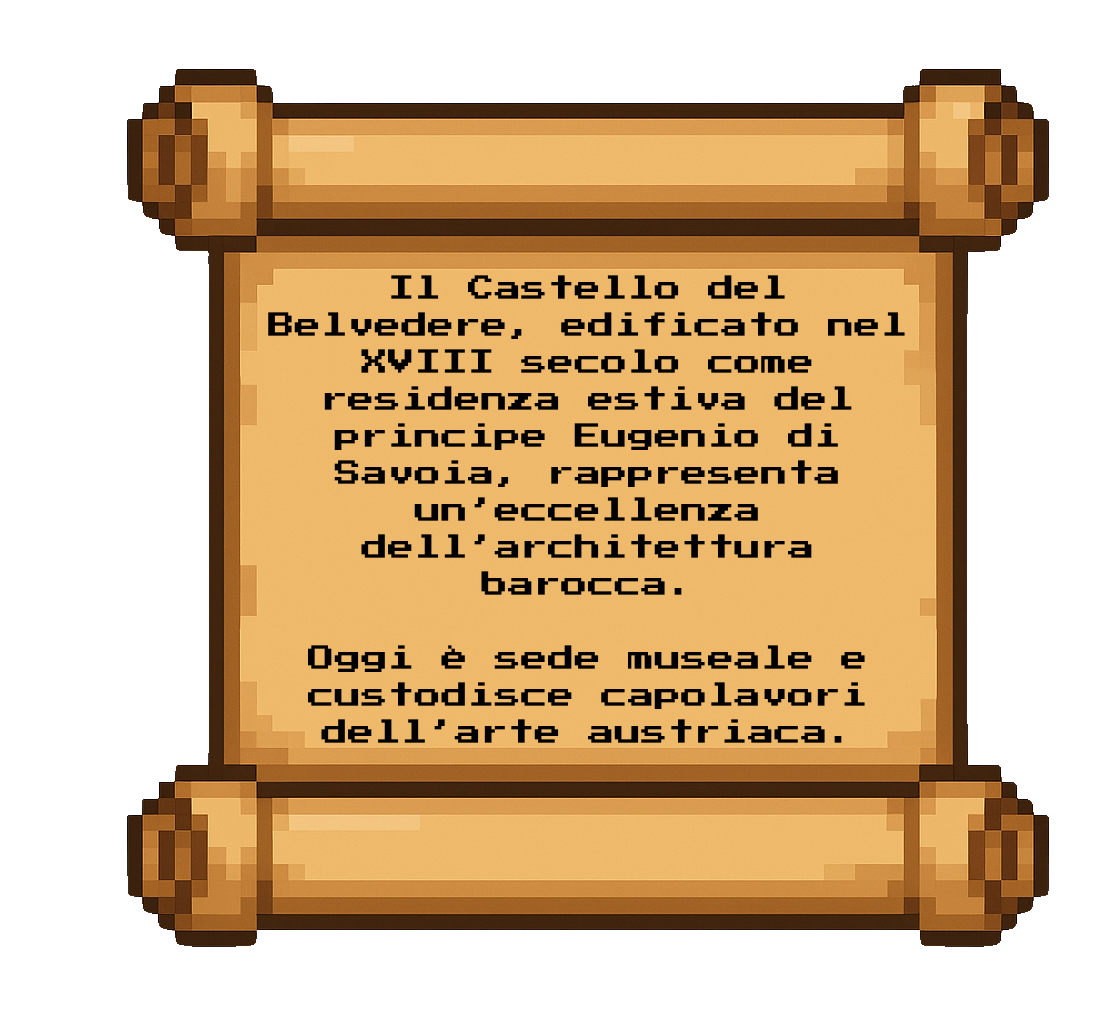 Il Castello del
Belvedere, edificato nel
XVIII secolo come
residenza estiva del
principe Eugenio di
Savoia, rappresenta
un'eccellenza
dell'architettura
barocca.
Oggi è sede museale e
custodisce capolavori
dell'arte austriaca.